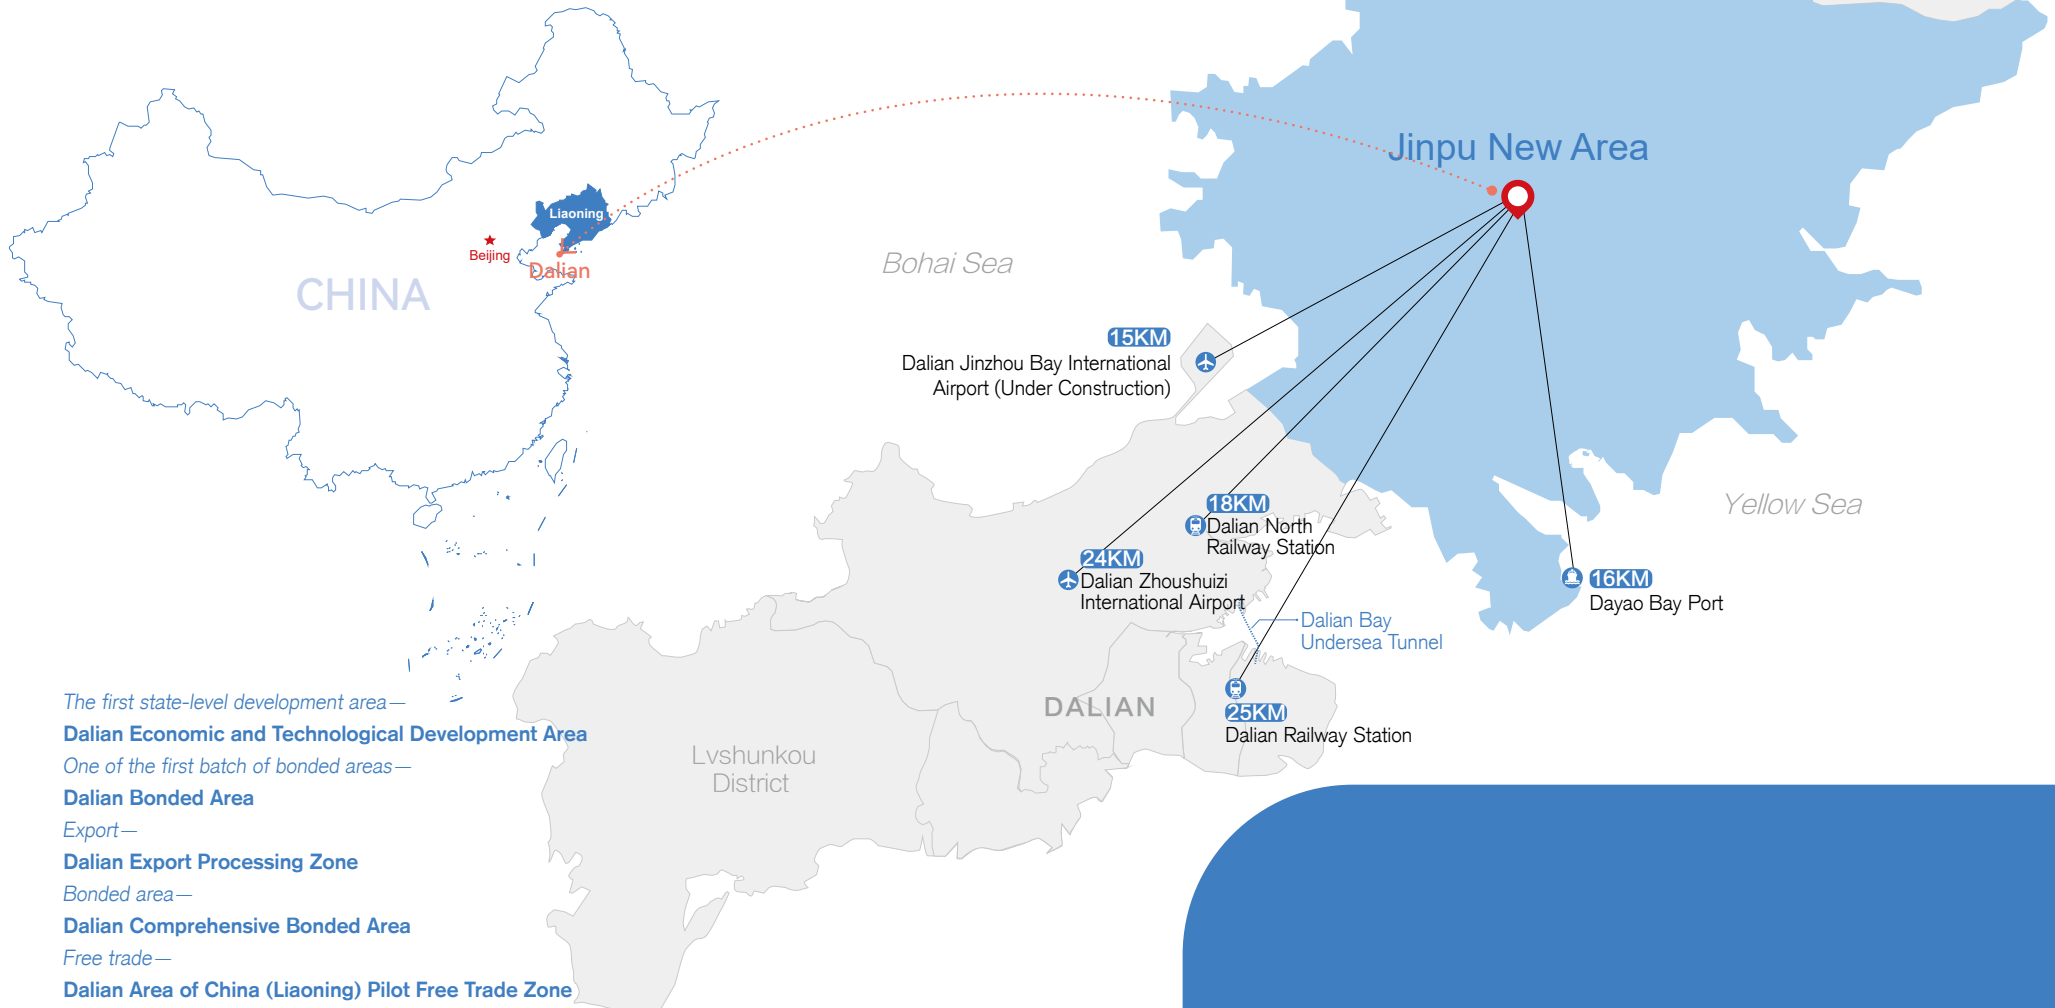 Jinpu New Area
Liaoning
Beijing
Dalian
CHINA
Bohai Sea
15KM
Dalian Jinzhou Bay International
Airport (Under Construction)
18KM
Dalian North
Railway Station
24KM
Dalian Zhoushuizi
International Airport
Yellow Sea
16KM
Dayao Bay Port
Dalian Bay
Undersea Tunnel
DALIAN
25KM
Dalian Railway Station
Lvshunkou
District
The first state-level development area—
Dalian Economic and Technological Development Area
One of the first batch of bonded areas—
Dalian Bonded Area
Export—
Dalian Export Processing Zone
Bonded area—
Dalian Comprehensive Bonded Area
Free trade—
Dalian Area of China (Liaoning) Pilot Free Trade Zone